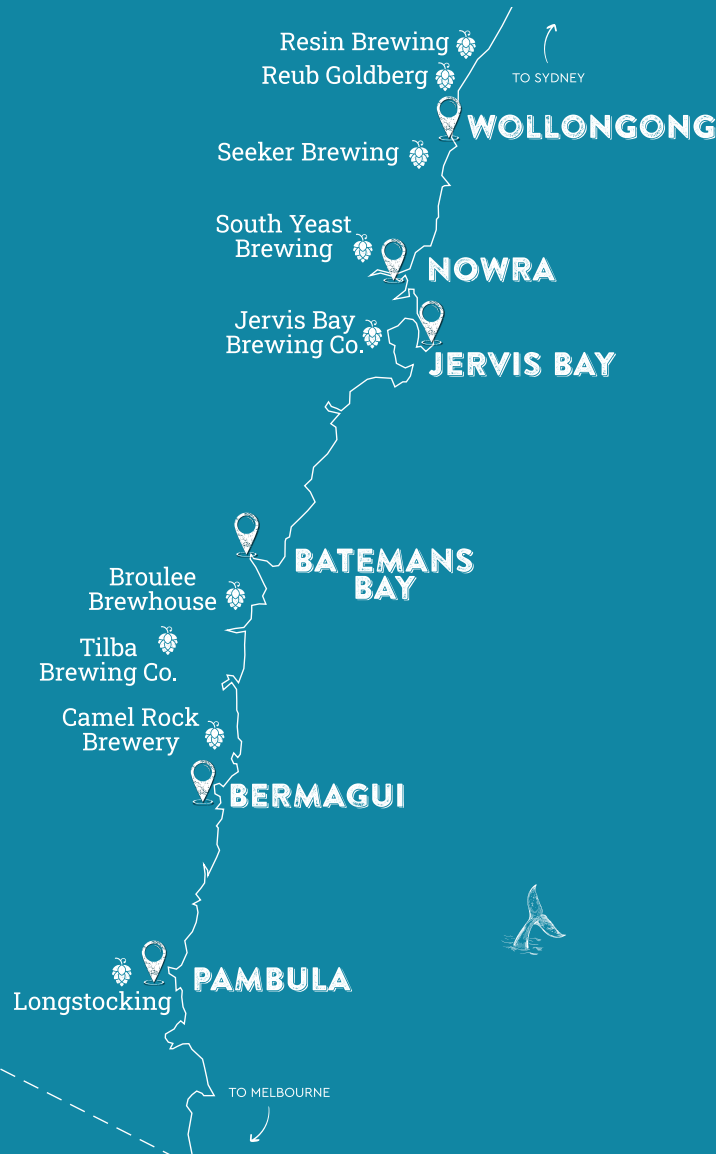 Resin Brewing
Reub Goldberg
TO SYDNEY
WOLLONGONG
Seeker Brewing
South Yeast
Brewing
NOWRA
Jervis Bay
Brewing Co.
JERVIS BAY
BATEMANS
BAY
Broulee
Brewhouse
Tilba
Brewing Co.
Camel Rock
Brewery
BERMAGUI
PAMBULA
Longstocking
TO MELBOURNE